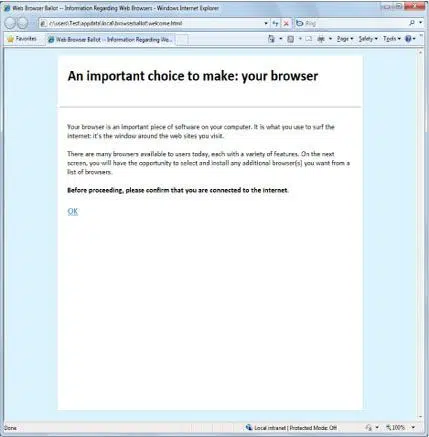 Web Browser Ballot -- Information Regarding Web Browsers - Windows Internet Explorer
c:\users\Test\appdata\local\browserballot\welcome.html
Bing
Favorites
Web Browser Ballot -- Information Regarding We...
Page
Safety
Tools
An important choice to make: your browser
Your browser is an important piece of software on your computer. It is what you use to surf the
internet: it's the window around the web sites you visit.
There are many browsers available to users today, each with a variety of features. On the next
screen, you will have the opportunity to select and install any additional browser(s) you want from a
list of browsers.
Before proceeding, please confirm that you are connected to the internet.
OK
Done
Local intranet | Protected Mode: Off
100%